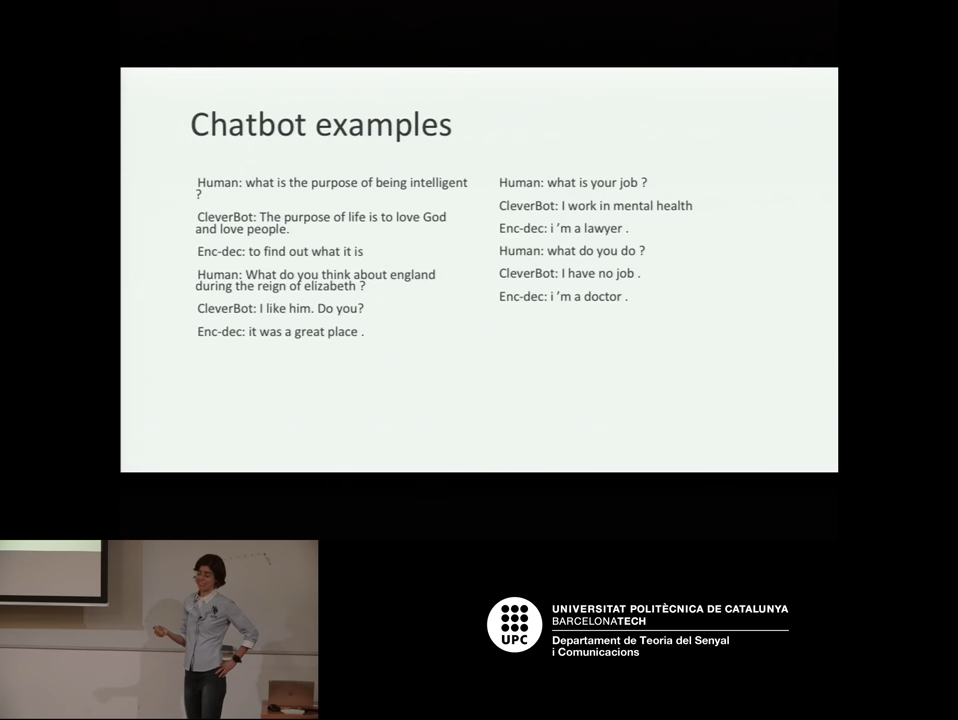 Chatbot examples
Human: what is the purpose of being intelligent
?
CleverBot: The purpose of life is to love God
and love people.
Enc-dec: to find out what it is
Human: What do you think about england
during the reign of elizabeth ?
CleverBot: I like him. Do you?
Enc-dec: it was a great place .
Human: what is your job ?
CleverBot: I work in mental health
Enc-dec: i 'm a lawyer .
Human: what do you do ?
CleverBot: I have no job .
Enc-dec: i 'm a doctor .
UPC
UNIVERSITAT POLITÈCNICA DE CATALUNYA
BARCELONATECH
Departament de Teoria del Senyal
i Comunicacions